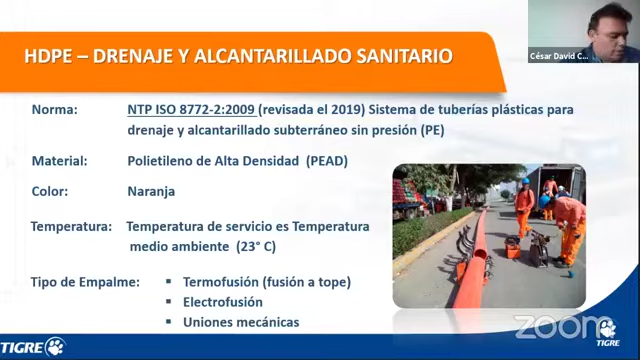 HDPE – DRENAJE Y ALCANTARILLADO SANITARIO
César David C...
Norma: NTP ISO 8772-2:2009 (revisada el 2019) Sistema de tuberías plásticas para
drenaje y alcantarillado subterráneo sin presión (PE)
Material: Polietileno de Alta Densidad (PEAD)
Color: Naranja
Temperatura: Temperatura de servicio es Temperatura
medio ambiente (23° C)
Tipo de Empalme: ▪ Termofusión (fusión a tope)
▪ Electrofusión
▪ Uniones mecánicas
zoom
TIGRE
TIGRE